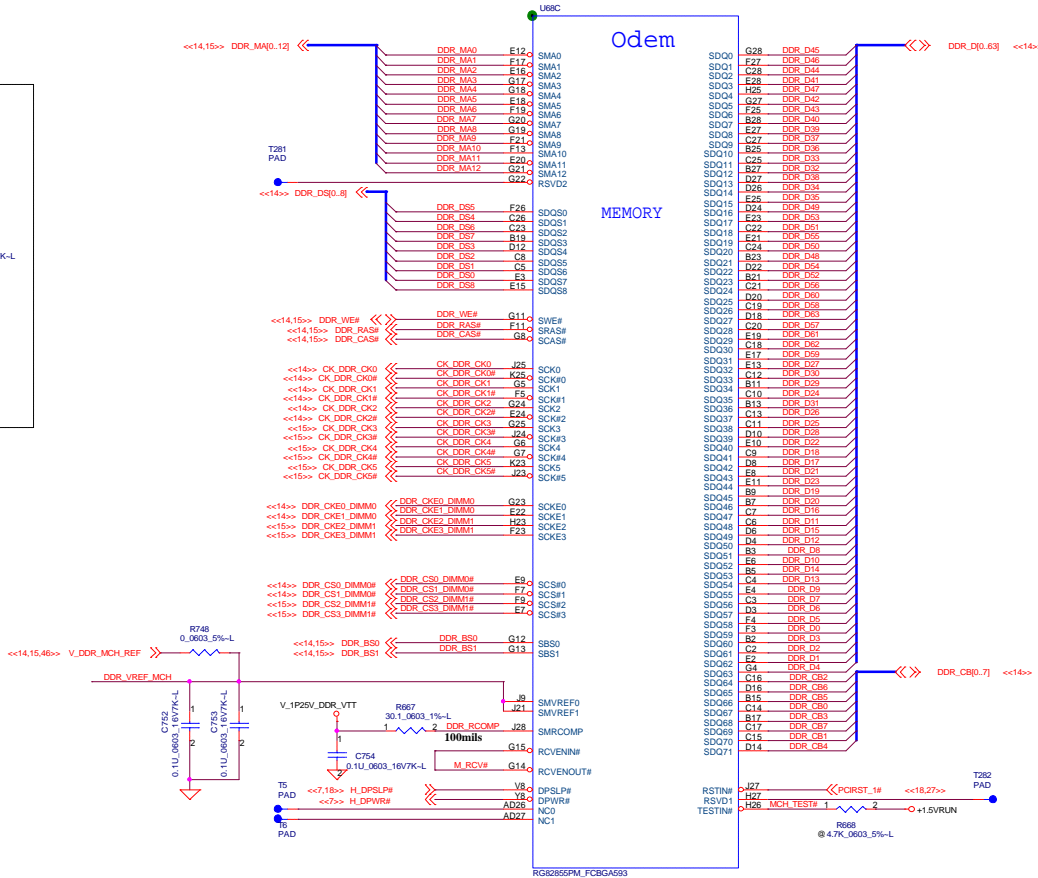 U68C
Odem
MEMORY
K~L
<<14,15>> DDR_MA[0..12]
DDR_MA0 E12 SMA0
DDR_MA1 F17 SMA1
DDR_MA2 E16 SMA2
DDR_MA3 G17 SMA3
DDR_MA4 G18 SMA4
DDR_MA5 E18 SMA5
DDR_MA6 F19 SMA6
DDR_MA7 G20 SMA7
DDR_MA8 G19 SMA8
DDR_MA9 F21 SMA9
DDR_MA10 F13 SMA10
DDR_MA11 E20 SMA11
DDR_MA12 G21 SMA12
T281
PAD
G22 RSVD2
<<14>> DDR_DS[0..8]
DDR_DS5 F26 SDQS0
DDR_DS4 C26 SDQS1
DDR_DS6 C23 SDQS2
DDR_DS7 B19 SDQS3
DDR_DS3 D12 SDQS4
DDR_DS2 C8 SDQS5
DDR_DS1 C5 SDQS6
DDR_DS0 E3 SDQS7
DDR_DS8 E15 SDQS8
<<14,15>> DDR_WE# DDR_WE# G11 SWE#
<<14,15>> DDR_RAS# DDR_RAS# F11 SRAS#
<<14,15>> DDR_CAS# DDR_CAS# G8 SCAS#
<<14>> CK_DDR_CK0 CK_DDR_CK0 J25 SCK0
<<14>> CK_DDR_CK0# CK_DDR_CK0# K25 SCK#0
<<14>> CK_DDR_CK1 CK_DDR_CK1 G5 SCK1
<<14>> CK_DDR_CK1# CK_DDR_CK1# F5 SCK#1
<<14>> CK_DDR_CK2 CK_DDR_CK2 G24 SCK2
<<14>> CK_DDR_CK2# CK_DDR_CK2# E24 SCK#2
<<15>> CK_DDR_CK3 CK_DDR_CK3 G25 SCK3
<<15>> CK_DDR_CK3# CK_DDR_CK3# J24 SCK#3
<<15>> CK_DDR_CK4 CK_DDR_CK4 G6 SCK4
<<15>> CK_DDR_CK4# CK_DDR_CK4# G7 SCK#4
<<15>> CK_DDR_CK5 CK_DDR_CK5 K23 SCK5
<<15>> CK_DDR_CK5# CK_DDR_CK5# J23 SCK#5
<<14>> DDR_CKE0_DIMM0 DDR_CKE0_DIMM0 G23 SCKE0
<<14>> DDR_CKE1_DIMM0 DDR_CKE1_DIMM0 E22 SCKE1
<<15>> DDR_CKE2_DIMM1 DDR_CKE2_DIMM1 H23 SCKE2
<<15>> DDR_CKE3_DIMM1 DDR_CKE3_DIMM1 F23 SCKE3
<<14>> DDR_CS0_DIMM0# DDR_CS0_DIMM0# E9 SCS#0
<<14>> DDR_CS1_DIMM0# DDR_CS1_DIMM0# F7 SCS#1
<<15>> DDR_CS2_DIMM1# DDR_CS2_DIMM1# F9 SCS#2
<<15>> DDR_CS3_DIMM1# DDR_CS3_DIMM1# E7 SCS#3
<<14,15>> DDR_BS0 DDR_BS0 G12 SBS0
<<14,15>> DDR_BS1 DDR_BS1 G13 SBS1
R748
0_0603_5%~L
<<14,15,46>> V_DDR_MCH_REF
DDR_VREF_MCH
J9 SMVREF0
J21 SMVREF1
C752
0.1U_0603_16V7K~L
1
2
C753
0.1U_0603_16V7K~L
1
2
V_1P25V_DDR_VTT
R667
30.1_0603_1%~L
1 2 DDR_RCOMP J28 SMRCOMP
100mils
1
2
C754
0.1U_0603_16V7K~L
G15 RCVENIN#
M_RCV# G14 RCVENOUT#
<<7,18>> H_DPSLP# V8 DPSLP#
<<7>> H_DPWR# Y8 DPWR#
T5
PAD
AD26 NC0
AD27 NC1
T6
PAD
RG82855PM_FCBGA593
DDR_D[0..63] <<14>
SDQ0 G28 DDR_D45
SDQ1 F27 DDR_D46
SDQ2 C28 DDR_D44
SDQ3 E28 DDR_D41
SDQ4 H25 DDR_D47
SDQ5 G27 DDR_D42
SDQ6 F25 DDR_D43
SDQ7 B28 DDR_D40
SDQ8 E27 DDR_D39
SDQ9 C27 DDR_D37
SDQ10 B25 DDR_D36
SDQ11 C25 DDR_D33
SDQ12 B27 DDR_D32
SDQ13 D27 DDR_D38
SDQ14 D26 DDR_D34
SDQ15 E25 DDR_D35
SDQ16 D24 DDR_D49
SDQ17 E23 DDR_D53
SDQ18 C22 DDR_D51
SDQ19 E21 DDR_D55
SDQ20 C24 DDR_D50
SDQ21 B23 DDR_D48
SDQ22 D22 DDR_D54
SDQ23 B21 DDR_D52
SDQ24 C21 DDR_D56
SDQ25 D20 DDR_D60
SDQ26 C19 DDR_D58
SDQ27 D18 DDR_D63
SDQ28 C20 DDR_D57
SDQ29 E19 DDR_D61
SDQ30 C18 DDR_D62
SDQ31 E17 DDR_D59
SDQ32 E13 DDR_D27
SDQ33 C12 DDR_D30
SDQ34 B11 DDR_D29
SDQ35 C10 DDR_D24
SDQ36 B13 DDR_D31
SDQ37 C13 DDR_D26
SDQ38 C11 DDR_D25
SDQ39 D10 DDR_D28
SDQ40 E10 DDR_D22
SDQ41 C9 DDR_D18
SDQ42 D8 DDR_D17
SDQ43 E8 DDR_D21
SDQ44 E11 DDR_D23
SDQ45 B9 DDR_D19
SDQ46 B7 DDR_D20
SDQ47 C7 DDR_D16
SDQ48 C6 DDR_D11
SDQ49 D6 DDR_D15
SDQ50 D4 DDR_D12
SDQ51 B3 DDR_D8
SDQ52 E6 DDR_D10
SDQ53 B5 DDR_D14
SDQ54 C4 DDR_D13
SDQ55 E4 DDR_D9
SDQ56 C3 DDR_D7
SDQ57 D3 DDR_D6
SDQ58 F4 DDR_D5
SDQ59 F3 DDR_D0
SDQ60 B2 DDR_D3
SDQ61 C2 DDR_D2
SDQ62 E2 DDR_D1
SDQ63 G4 DDR_D4
DDR_CB[0..7] <<14>
SDQ64 C16 DDR_CB2
SDQ65 D16 DDR_CB6
SDQ66 B15 DDR_CB5
SDQ67 C14 DDR_CB0
SDQ68 B17 DDR_CB3
SDQ69 C17 DDR_CB7
SDQ70 C15 DDR_CB1
SDQ71 D14 DDR_CB4
RSTIN# J27 PCIRST_1# <<18,27>>
RSVD1 H27
T282
PAD
TESTIN# H26 MCH_TEST# 1 2 +1.5VRUN
R668
@4.7K_0603_5%~L